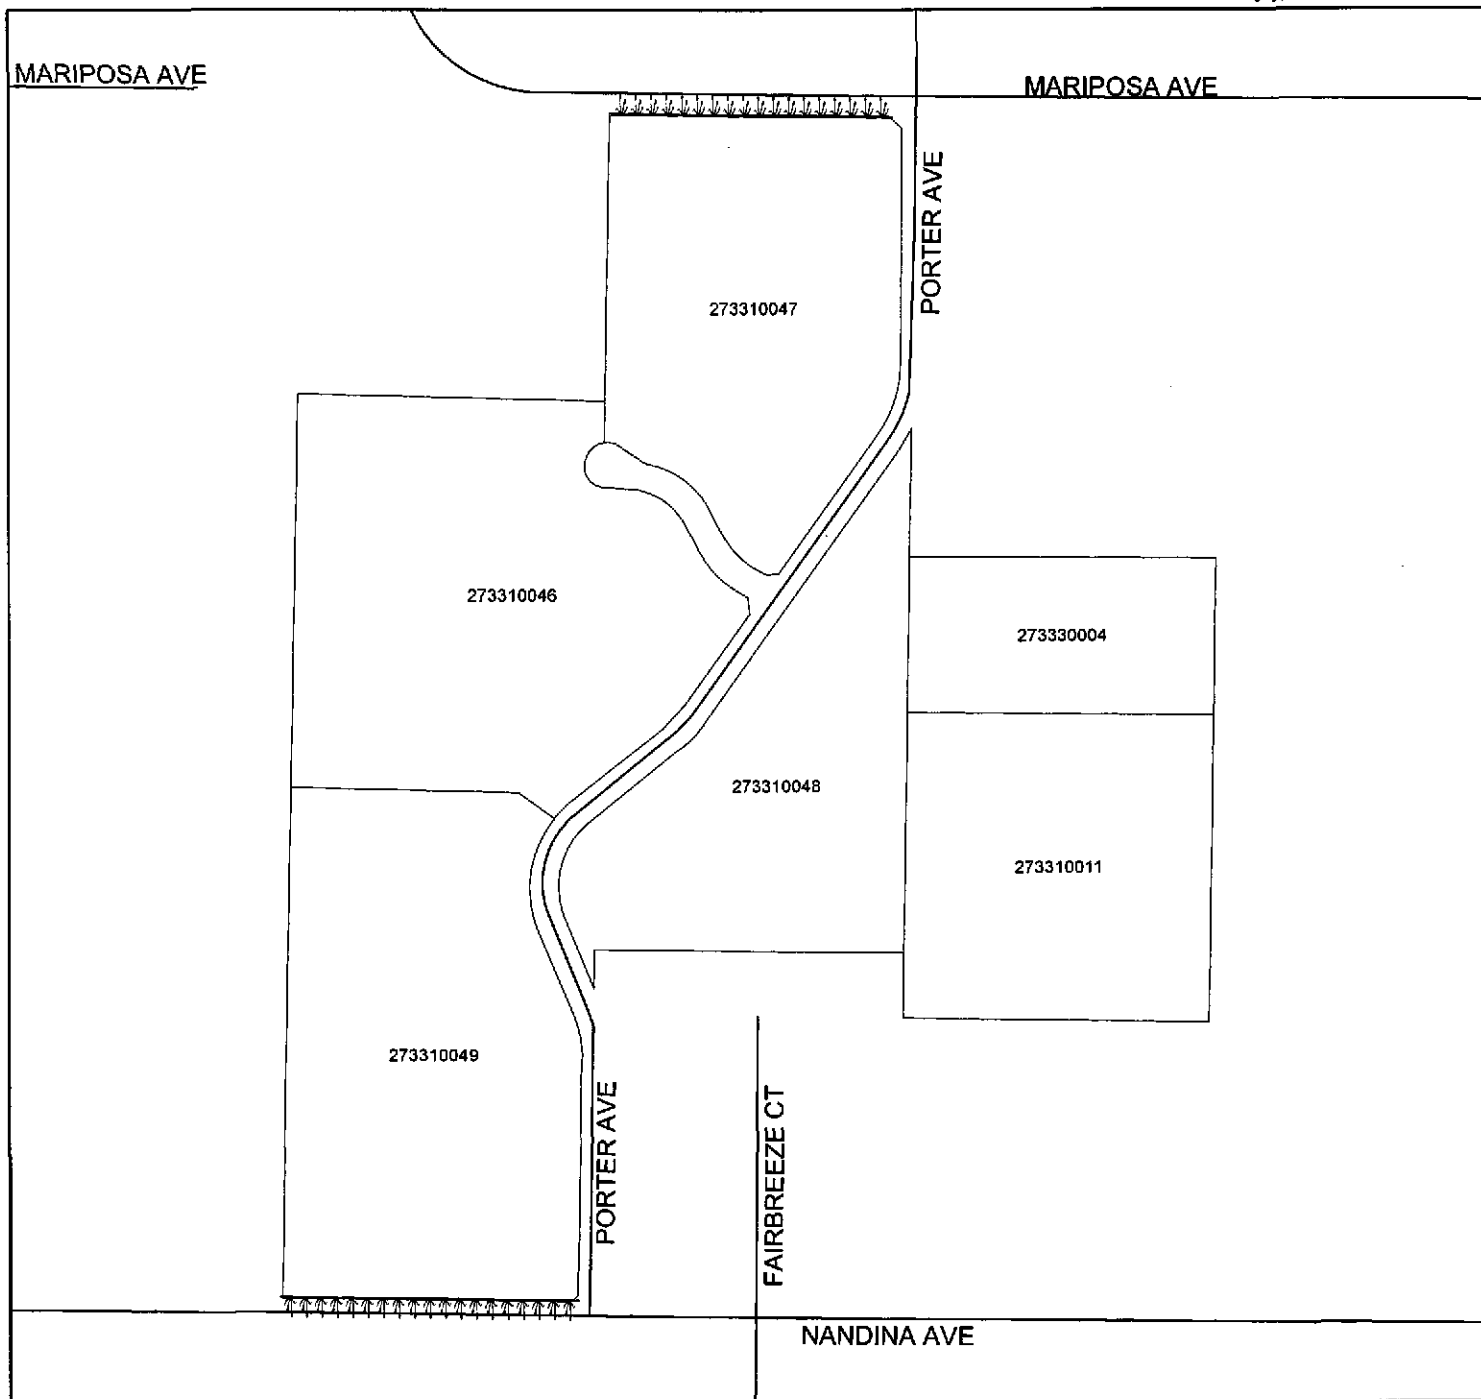 MARIPOSA AVE
MARIPOSA AVE
PORTER AVE
273310047
273310046
273330004
273310048
273310011
273310049
PORTER AVE
FAIRBREEZE CT
NANDINA AVE